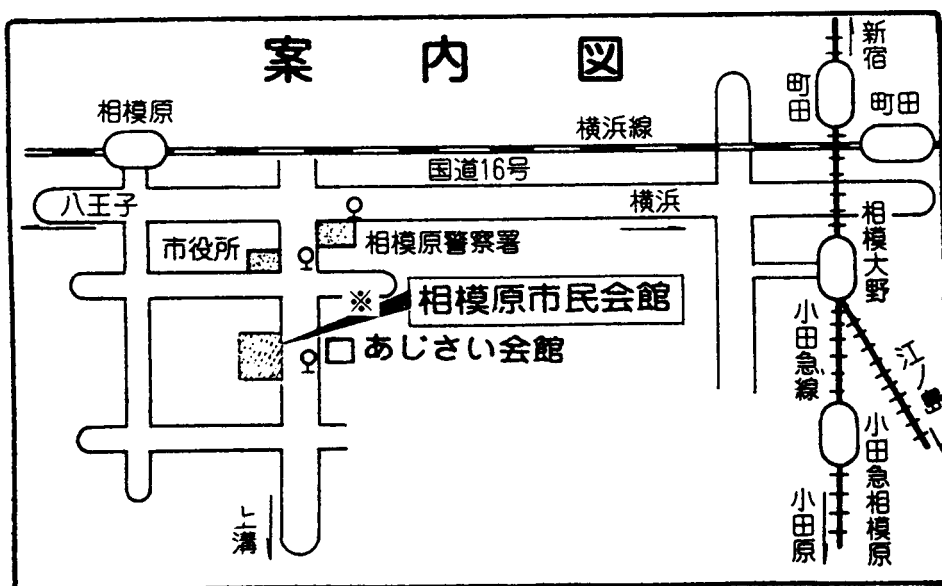 案内図
新宿
相模原
町田
町田
横浜線
国道16号
八王子
横浜
市役所
相模原警察署
相模大野
※
相模原市民会館
あじさい会館
小田急線
江ノ島
小田急相模原
上溝
小田原